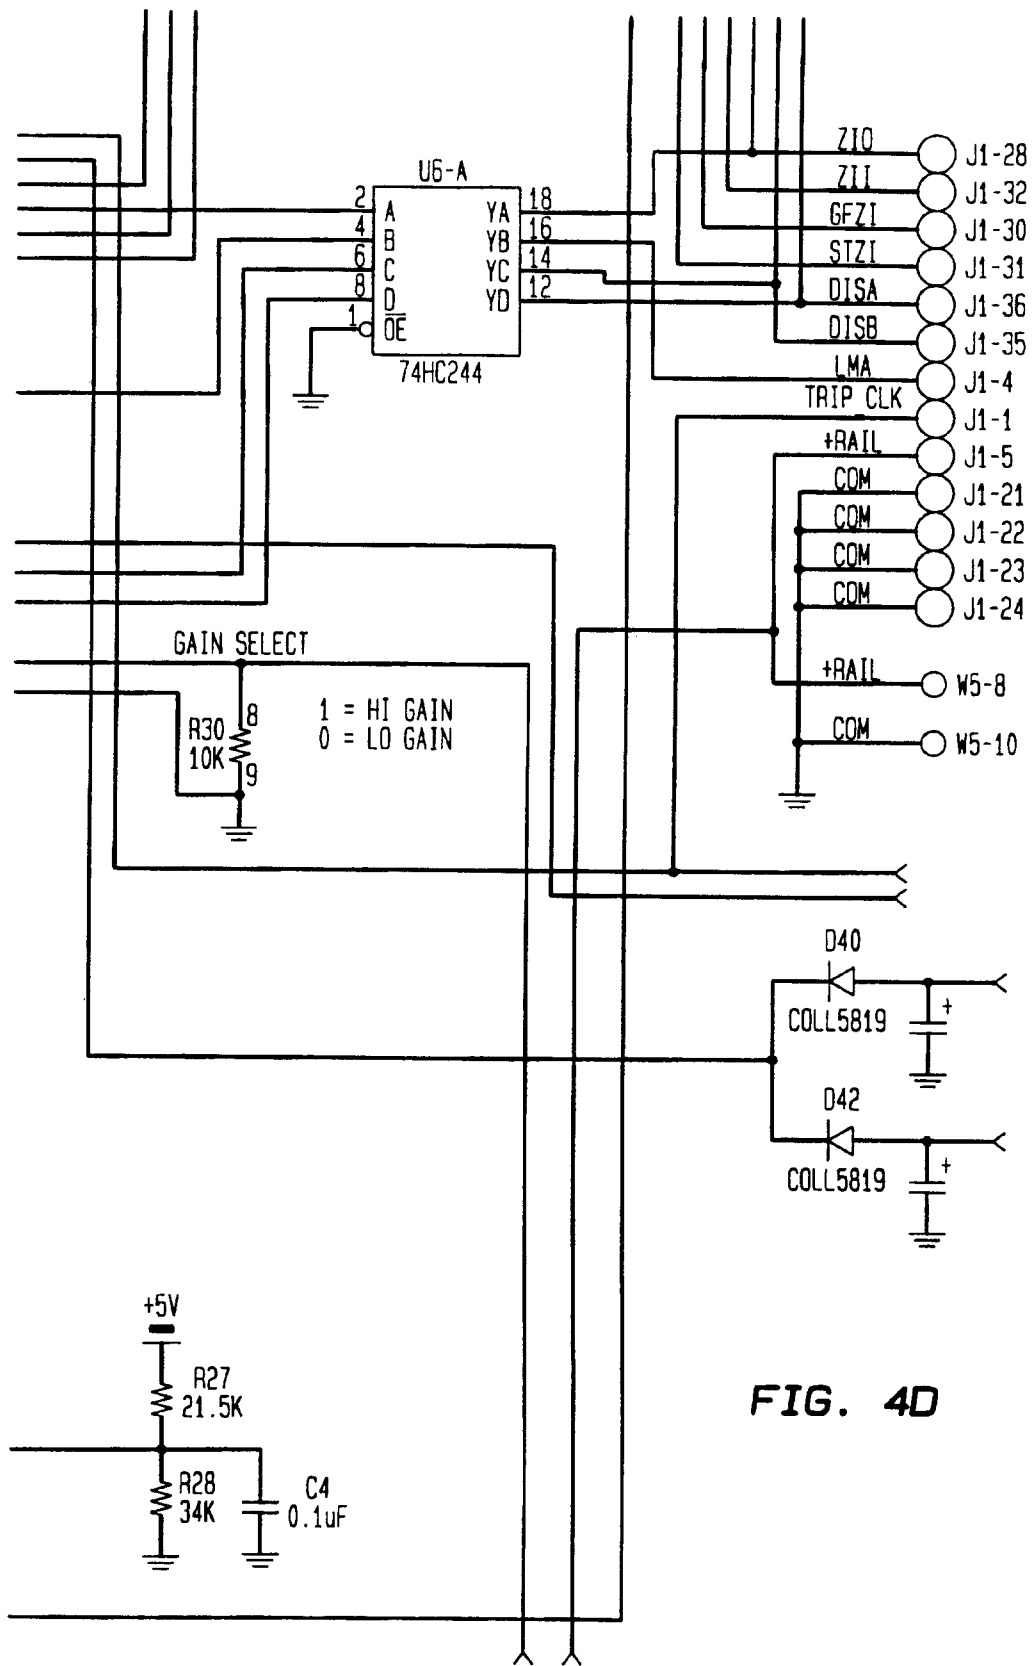 ZIO J1-28
U6-A
ZII J1-32
2 A YA 18
GFZI J1-30
4 B YB 16
STZI J1-31
6 C YC 14
8 D YD 12
DISA J1-36
1 OE
DISB J1-35
74HC244
LMA J1-4
TRIP CLK J1-1
+RAIL J1-5
COM J1-21
COM J1-22
COM J1-23
COM J1-24
GAIN SELECT
+RAIL W5-8
1 = HI GAIN
0 = LO GAIN
R30 8
10K
9
COM W5-10
D40
+
COLL5819
D42
+
COLL5819
+5V
R27
21.5K
FIG. 4D
R28
34K
C4
0.1uF